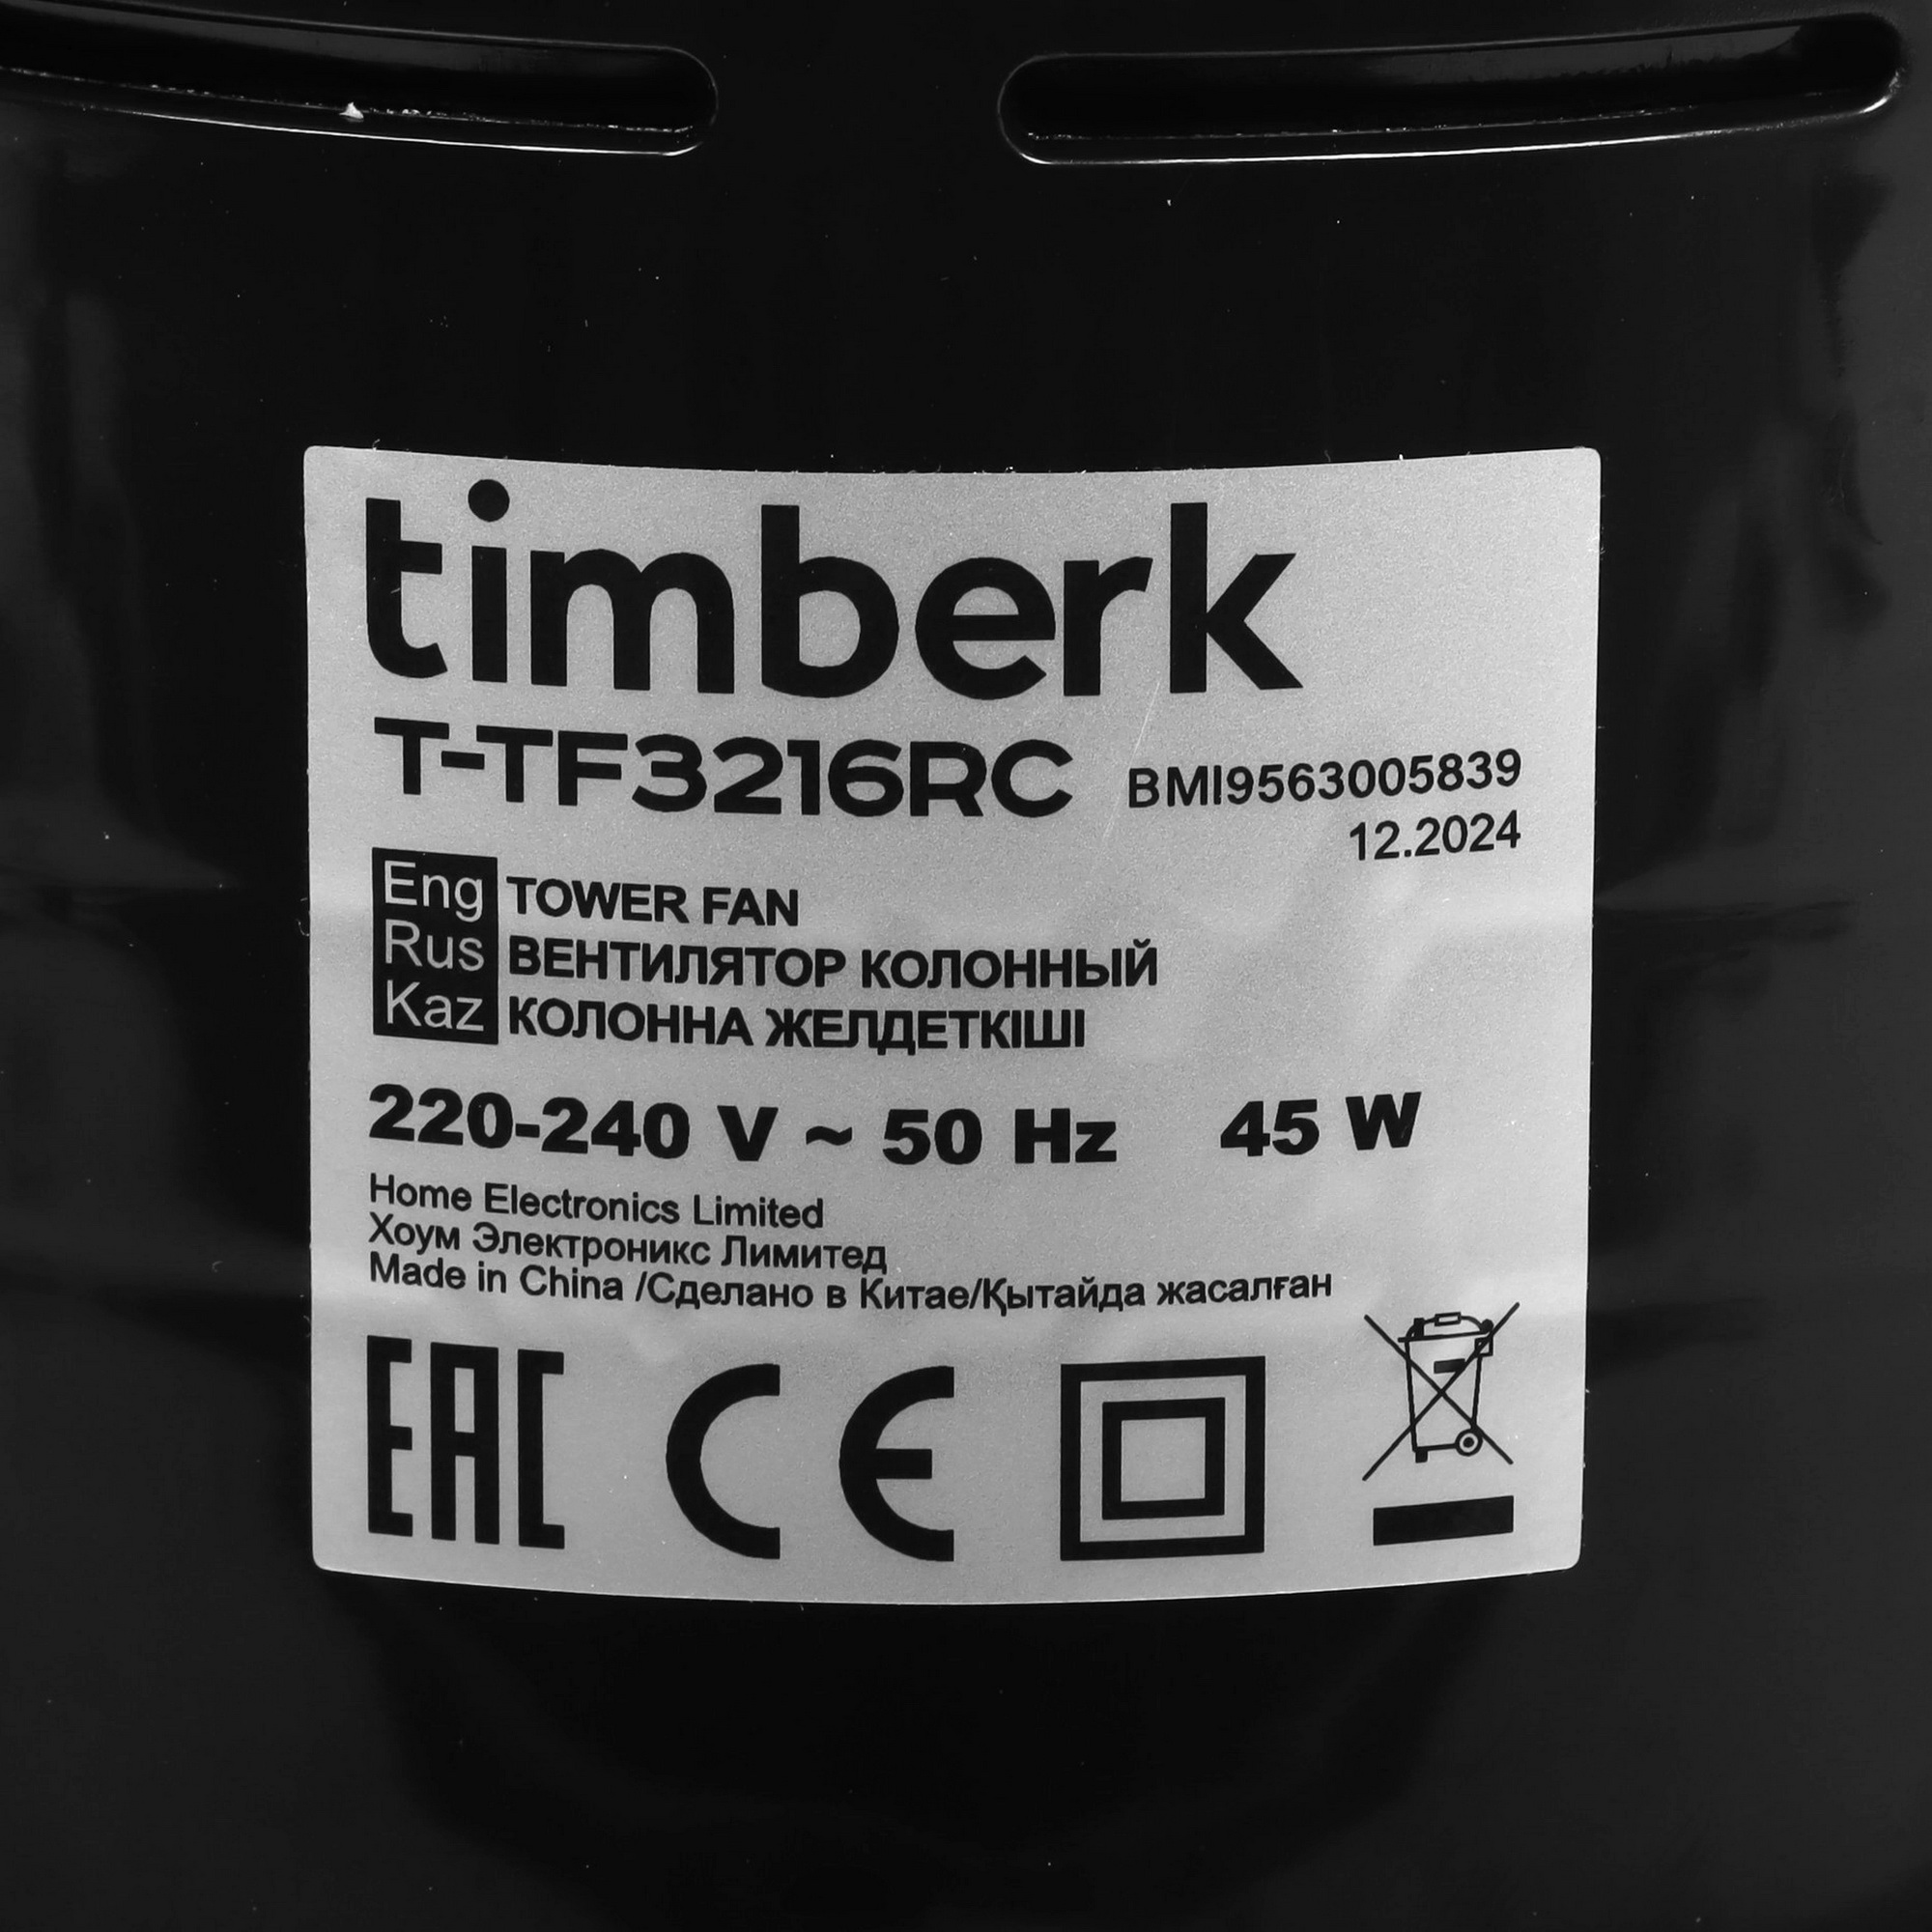 timberk
T-TF3216RC BMI9563005839
12.2024
Eng TOWER FAN
Rus ВЕНТИЛЯТОР КОЛОННЫЙ
Kaz КОЛОННА ЖЕЛДЕТКІШІ
220-240 V ~ 50 Hz 45 W
Home Electronics Limited
Хоум Электроникс Лимитед
Made in China /Сделано в Китае/Қытайда жасалған
EAC CE